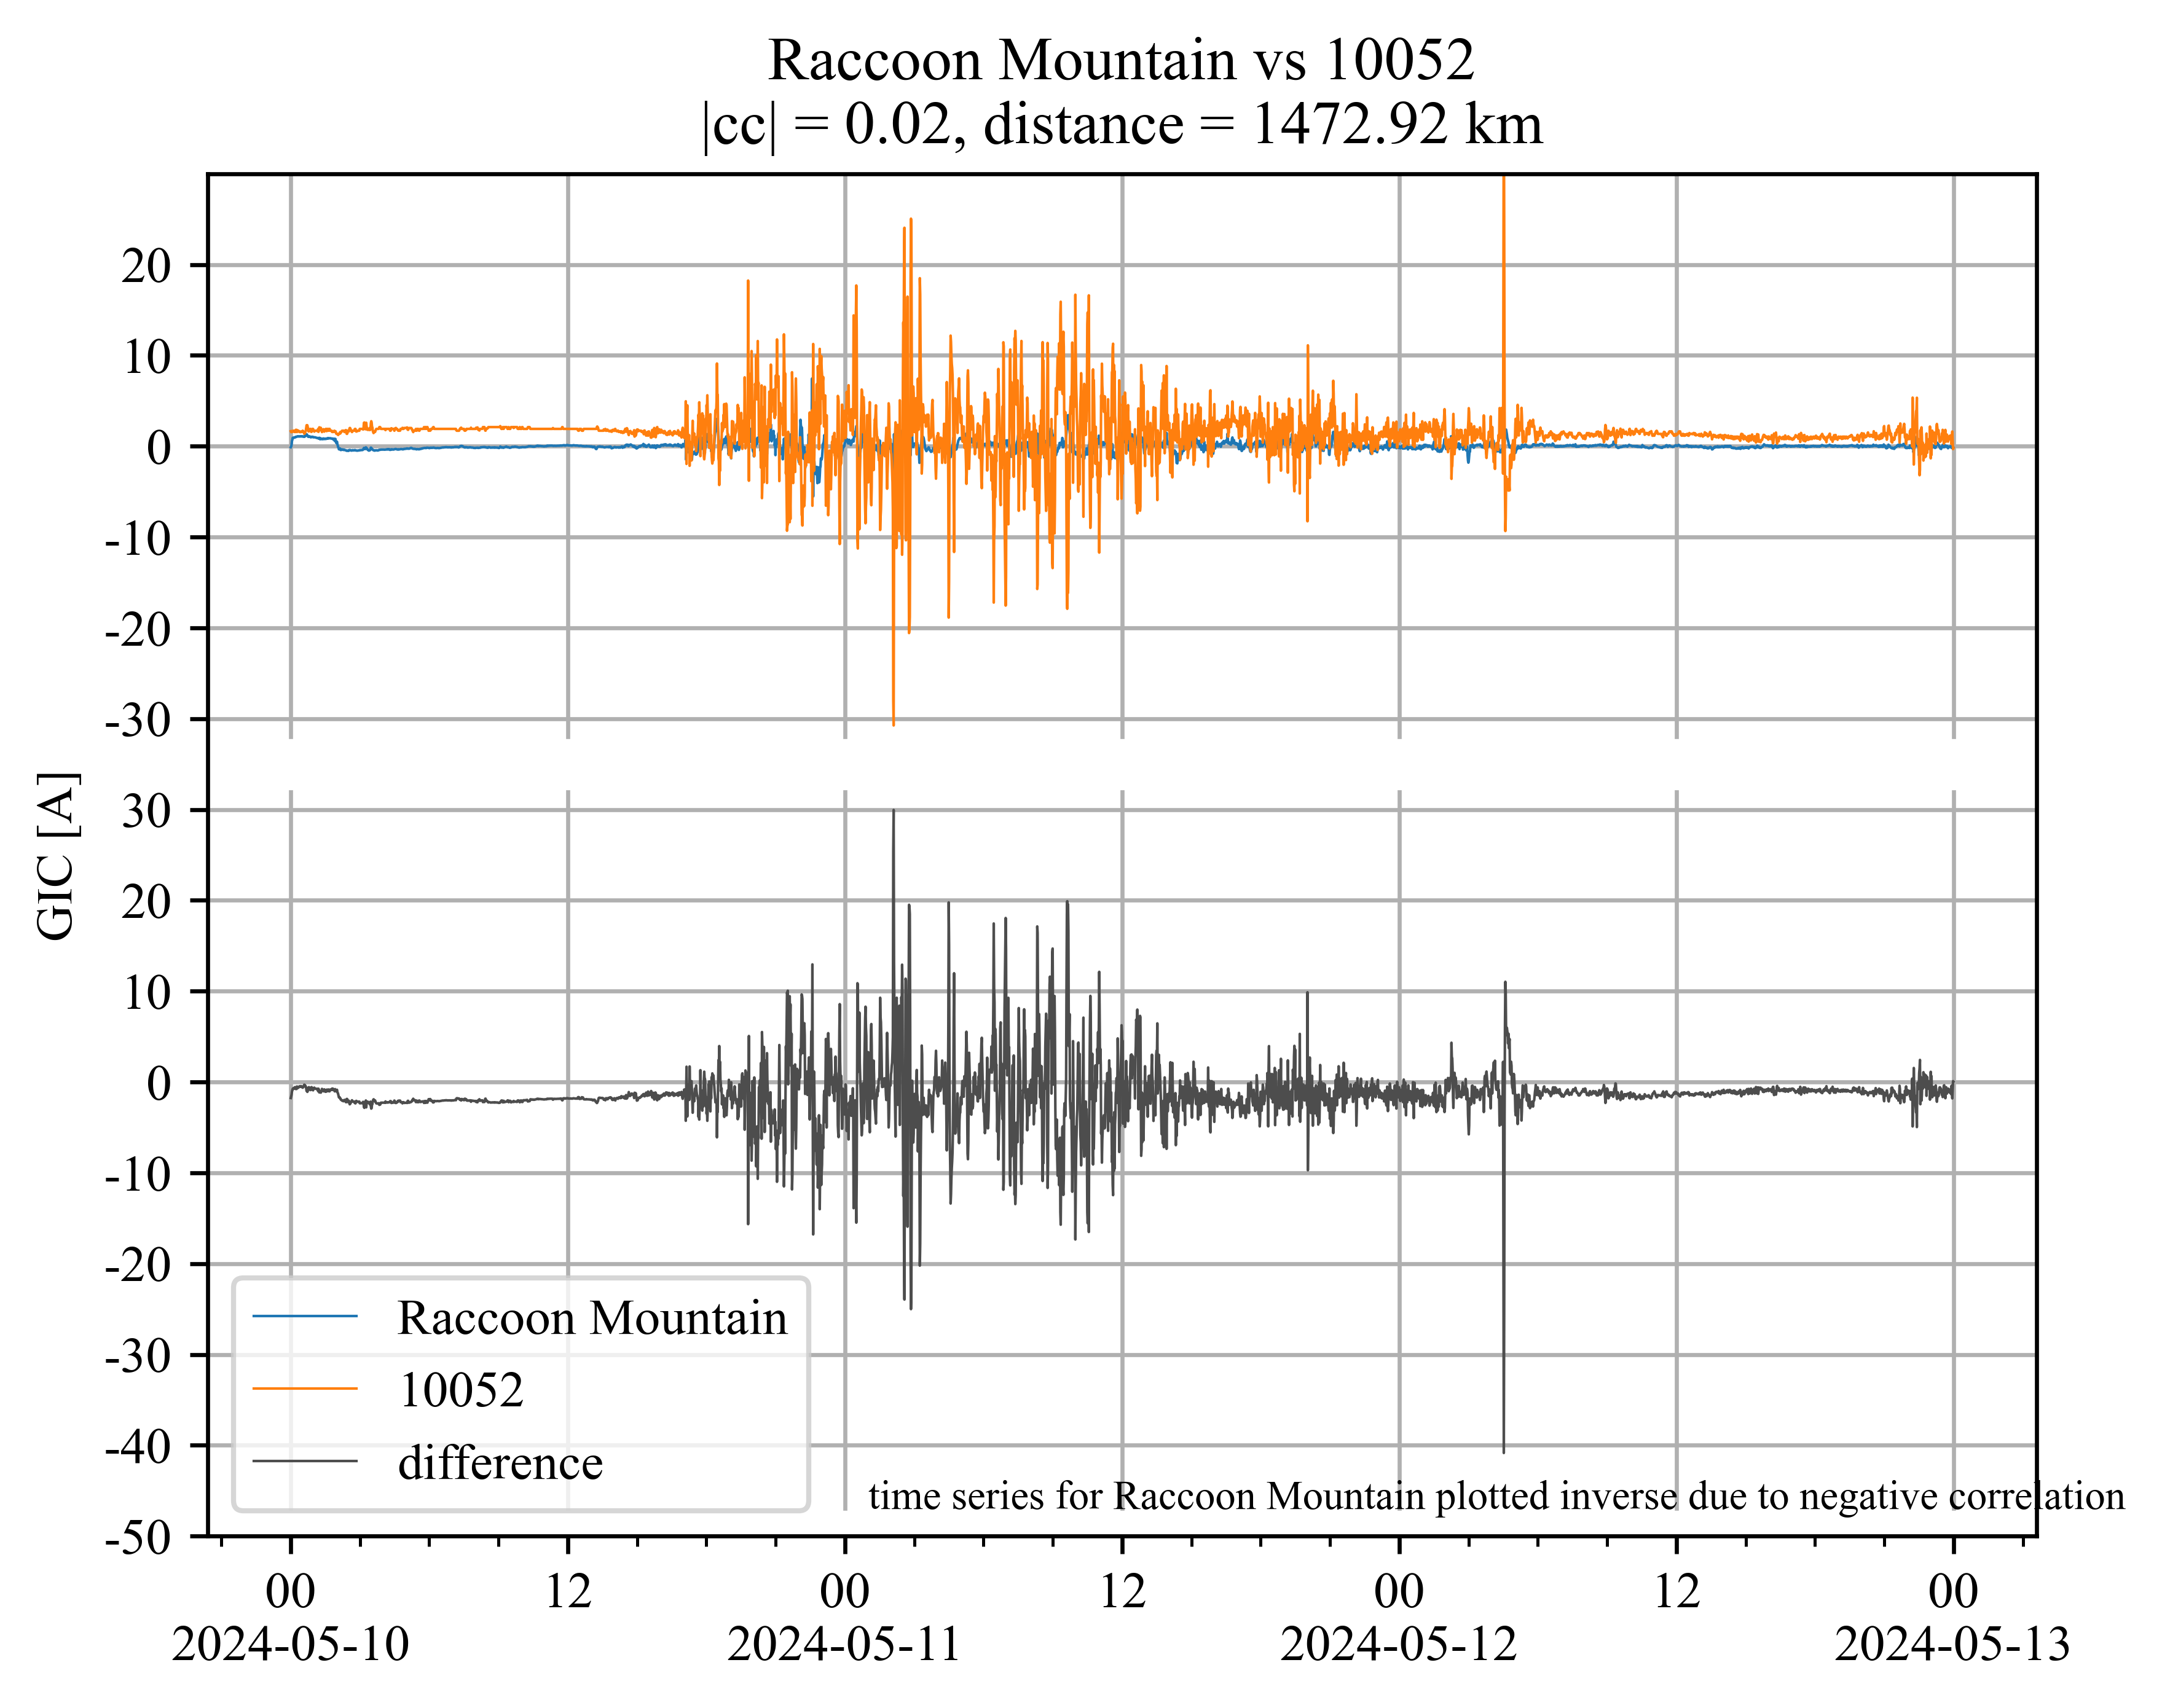 Raccoon Mountain vs 10052
|cc| = 0.02, distance = 1472.92 km
20
10
0
-10
-20
-30
30
20
10
0
-10
-20
-30
-40
-50
GIC [A]
Raccoon Mountain
10052
difference
time series for Raccoon Mountain plotted inverse due to negative correlation
00 12 00 12 00 12 00
2024-05-10 2024-05-11 2024-05-12 2024-05-13